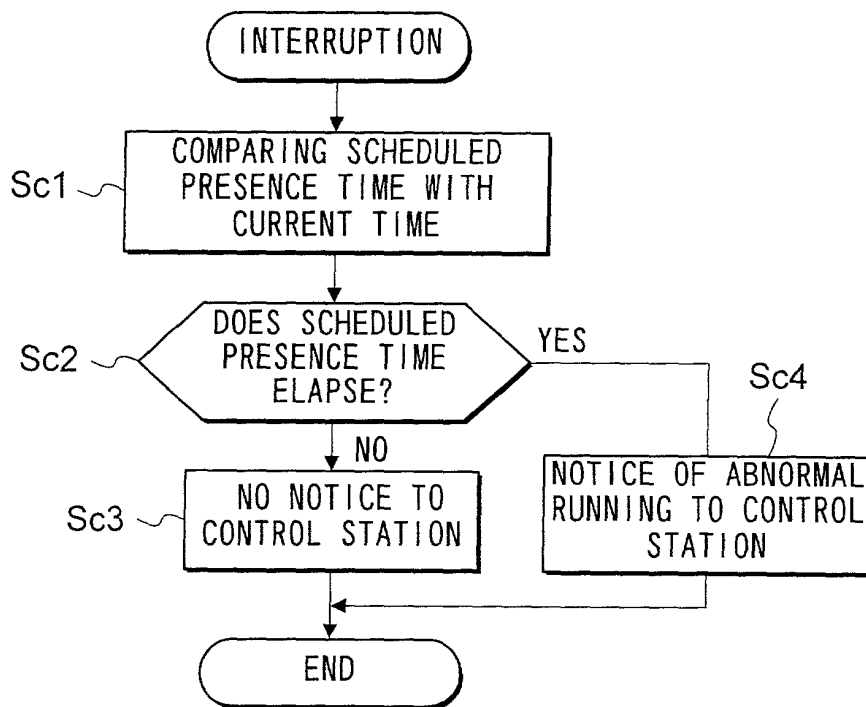 INTERRUPTION
Sc1
COMPARING SCHEDULED
PRESENCE TIME WITH
CURRENT TIME
Sc2
DOES SCHEDULED
PRESENCE TIME
ELAPSE?
YES
NO
Sc3
NO NOTICE TO
CONTROL STATION
Sc4
NOTICE OF ABNORMAL
RUNNING TO CONTROL
STATION
END